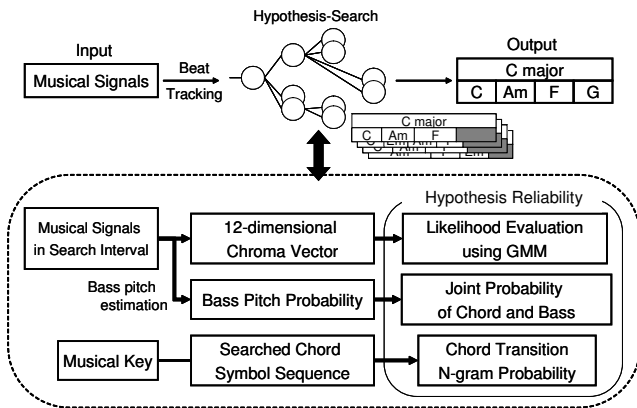 Hypothesis-Search
Input
Output
Musical Signals
Beat
Tracking
C major
C Am F G
C major
C Am F
Musical Signals
in Search Interval
12-dimensional
Chroma Vector
Hypothesis Reliability
Likelihood Evaluation
using GMM
Bass pitch
estimation
Bass Pitch Probability
Joint Probability
of Chord and Bass
Musical Key
Searched Chord
Symbol Sequence
Chord Transition
N-gram Probability